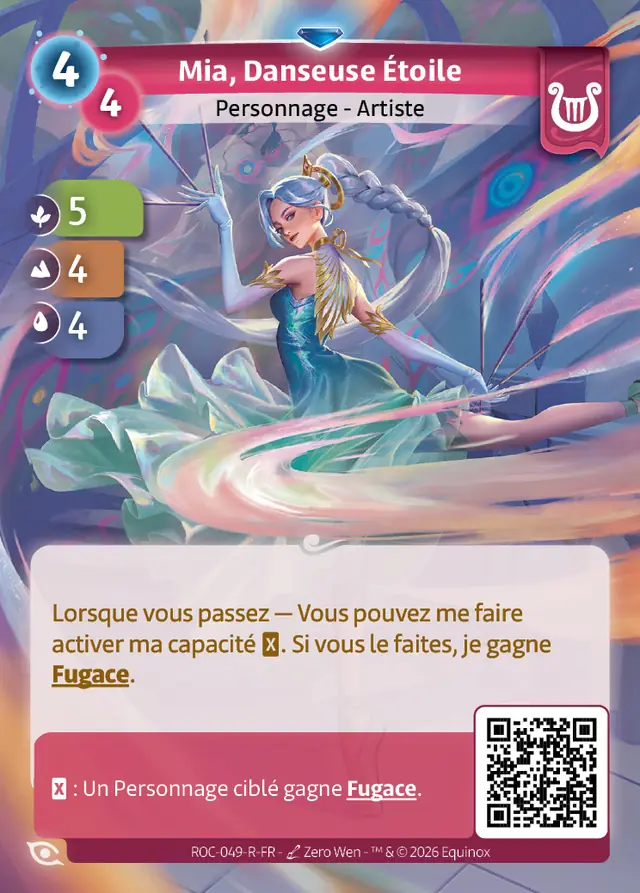 4
Mia, Danseuse Étoile
4
Personnage - Artiste
5
4
4
Lorsque vous passez — Vous pouvez me faire
activer ma capacité X. Si vous le faites, je gagne
Fugace.
X : Un Personnage ciblé gagne Fugace.
ROC-049-R-FR - Zero Wen - ™ & © 2026 Equinox